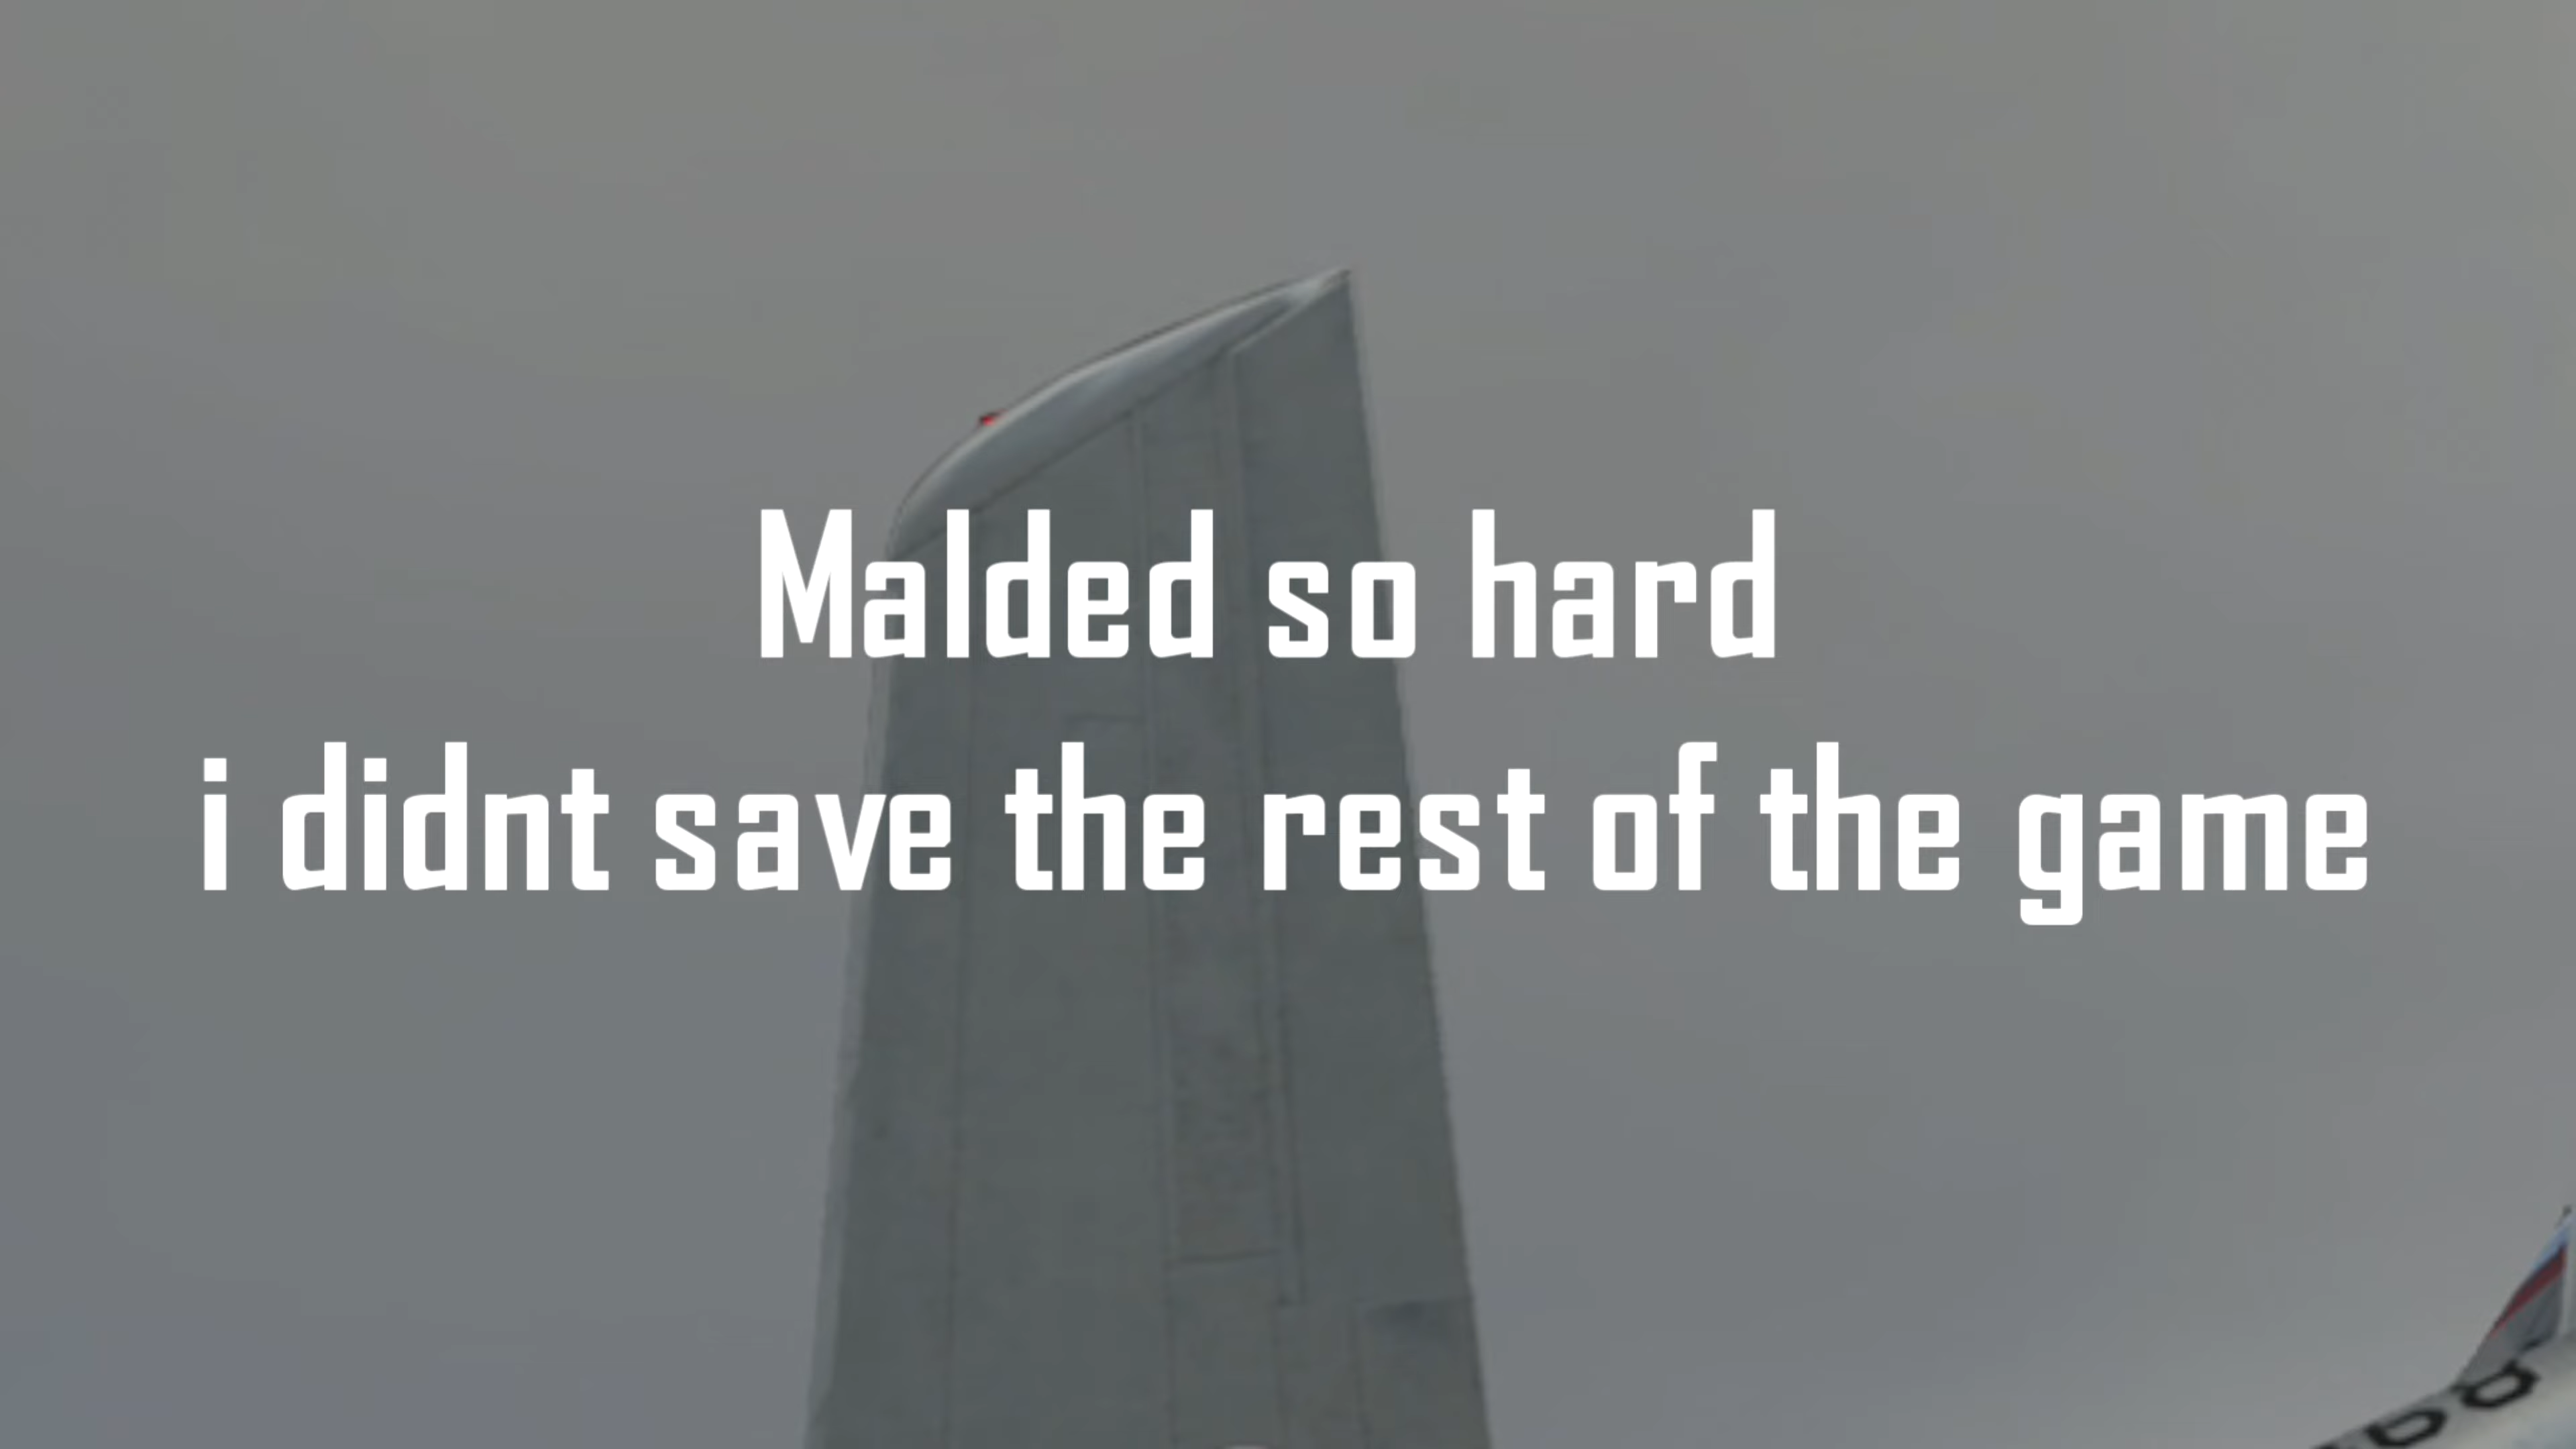 Malded so hard
i didnt save the rest of the game